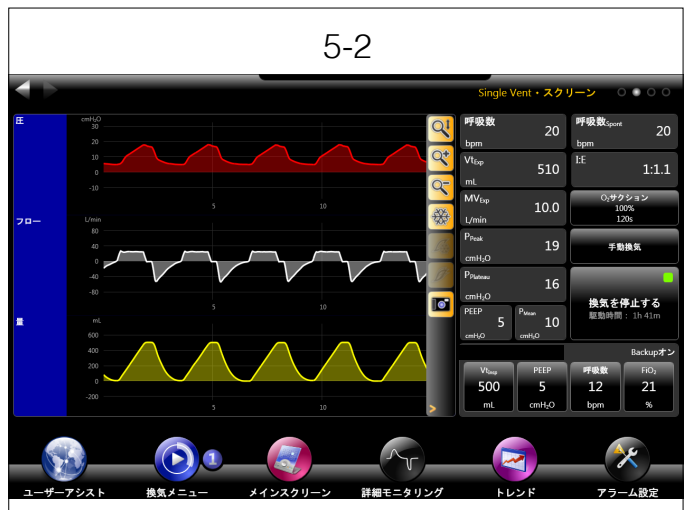 5-2
Single Vent・スクリーン
圧
cmH₂O
30
20
10
0
-10
5
10
フロー
L/min
80
40
0
-40
-80
5
10
量
mL
600
400
200
0
-200
5
10
呼吸数
20
bpm
呼吸数Spont
20
bpm
VtExp
510
mL
I:E
1:1.1
MVExp
10.0
L/min
O₂サクション
100%
120s
PPeak
19
cmH₂O
手動換気
PPlateau
16
cmH₂O
換気を停止する
駆動時間： 1h 41m
PEEP
5
cmH₂O
PMean
10
cmH₂O
Backupオン
VtInsp
500
mL
PEEP
5
cmH₂O
呼吸数
12
bpm
FiO₂
21
%
1
ユーザーアシスト
換気メニュー
メインスクリーン
詳細モニタリング
トレンド
アラーム設定